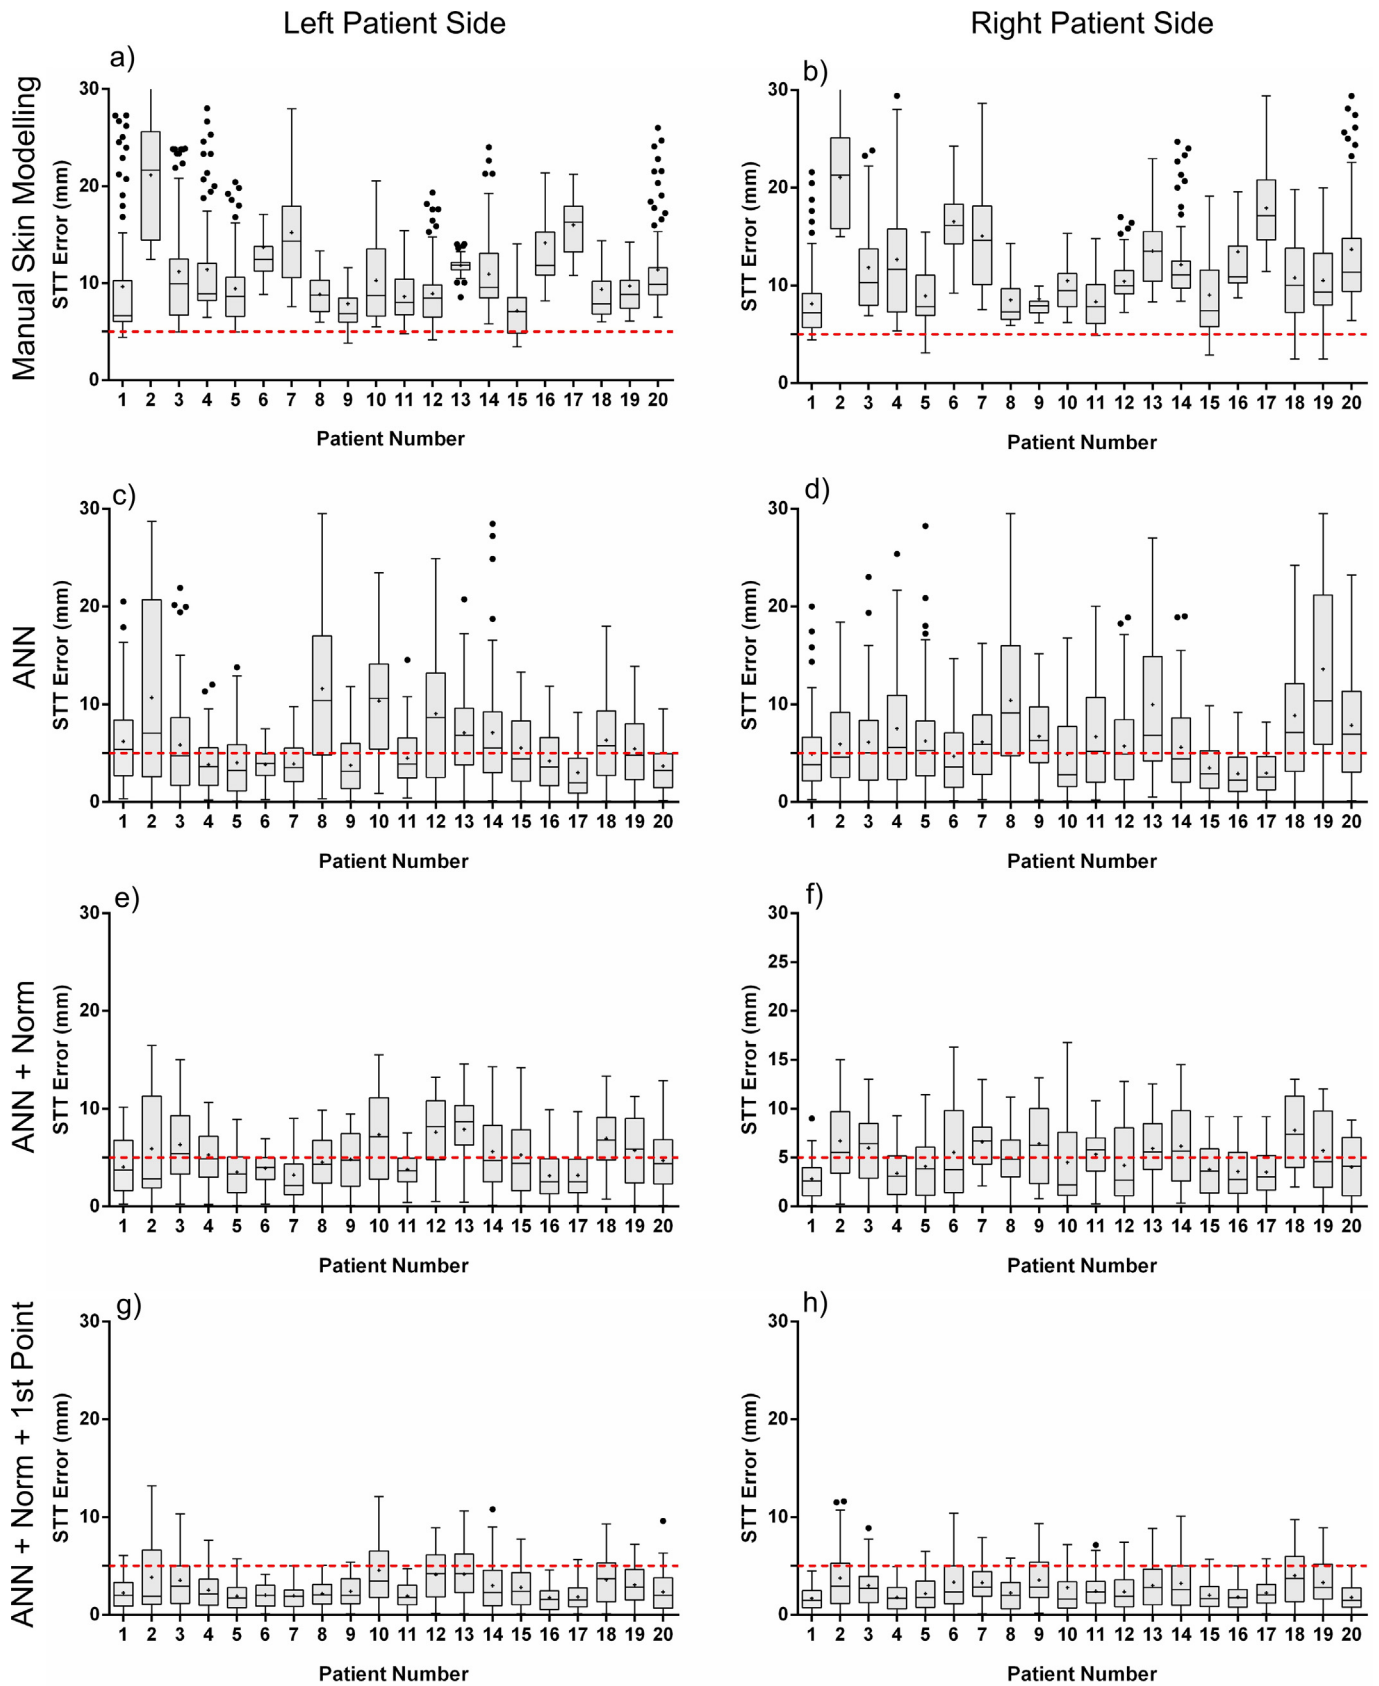 Left Patient Side
Right Patient Side
Manual Skin Modelling
a)
STT Error (mm)
30
20
10
0
1 2 3 4 5 6 7 8 9 10 11 12 13 14 15 16 17 18 19 20
Patient Number
b)
STT Error (mm)
30
20
10
0
1 2 3 4 5 6 7 8 9 10 11 12 13 14 15 16 17 18 19 20
Patient Number
ANN
c)
STT Error (mm)
30
20
10
0
1 2 3 4 5 6 7 8 9 10 11 12 13 14 15 16 17 18 19 20
Patient Number
d)
STT Error (mm)
30
20
10
5
0
1 2 3 4 5 6 7 8 9 10 11 12 13 14 15 16 17 18 19 20
Patient Number
ANN + Norm
e)
STT Error (mm)
30
20
10
0
1 2 3 4 5 6 7 8 9 10 11 12 13 14 15 16 17 18 19 20
Patient Number
f)
STT Error (mm)
30
20
15
10
5
0
1 2 3 4 5 6 7 8 9 10 11 12 13 14 15 16 17 18 19 20
Patient Number
ANN + Norm + 1st Point
g)
STT Error (mm)
30
20
10
0
1 2 3 4 5 6 7 8 9 10 11 12 13 14 15 16 17 18 19 20
Patient Number
h)
STT Error (mm)
30
20
10
0
1 2 3 4 5 6 7 8 9 10 11 12 13 14 15 16 17 18 19 20
Patient Number